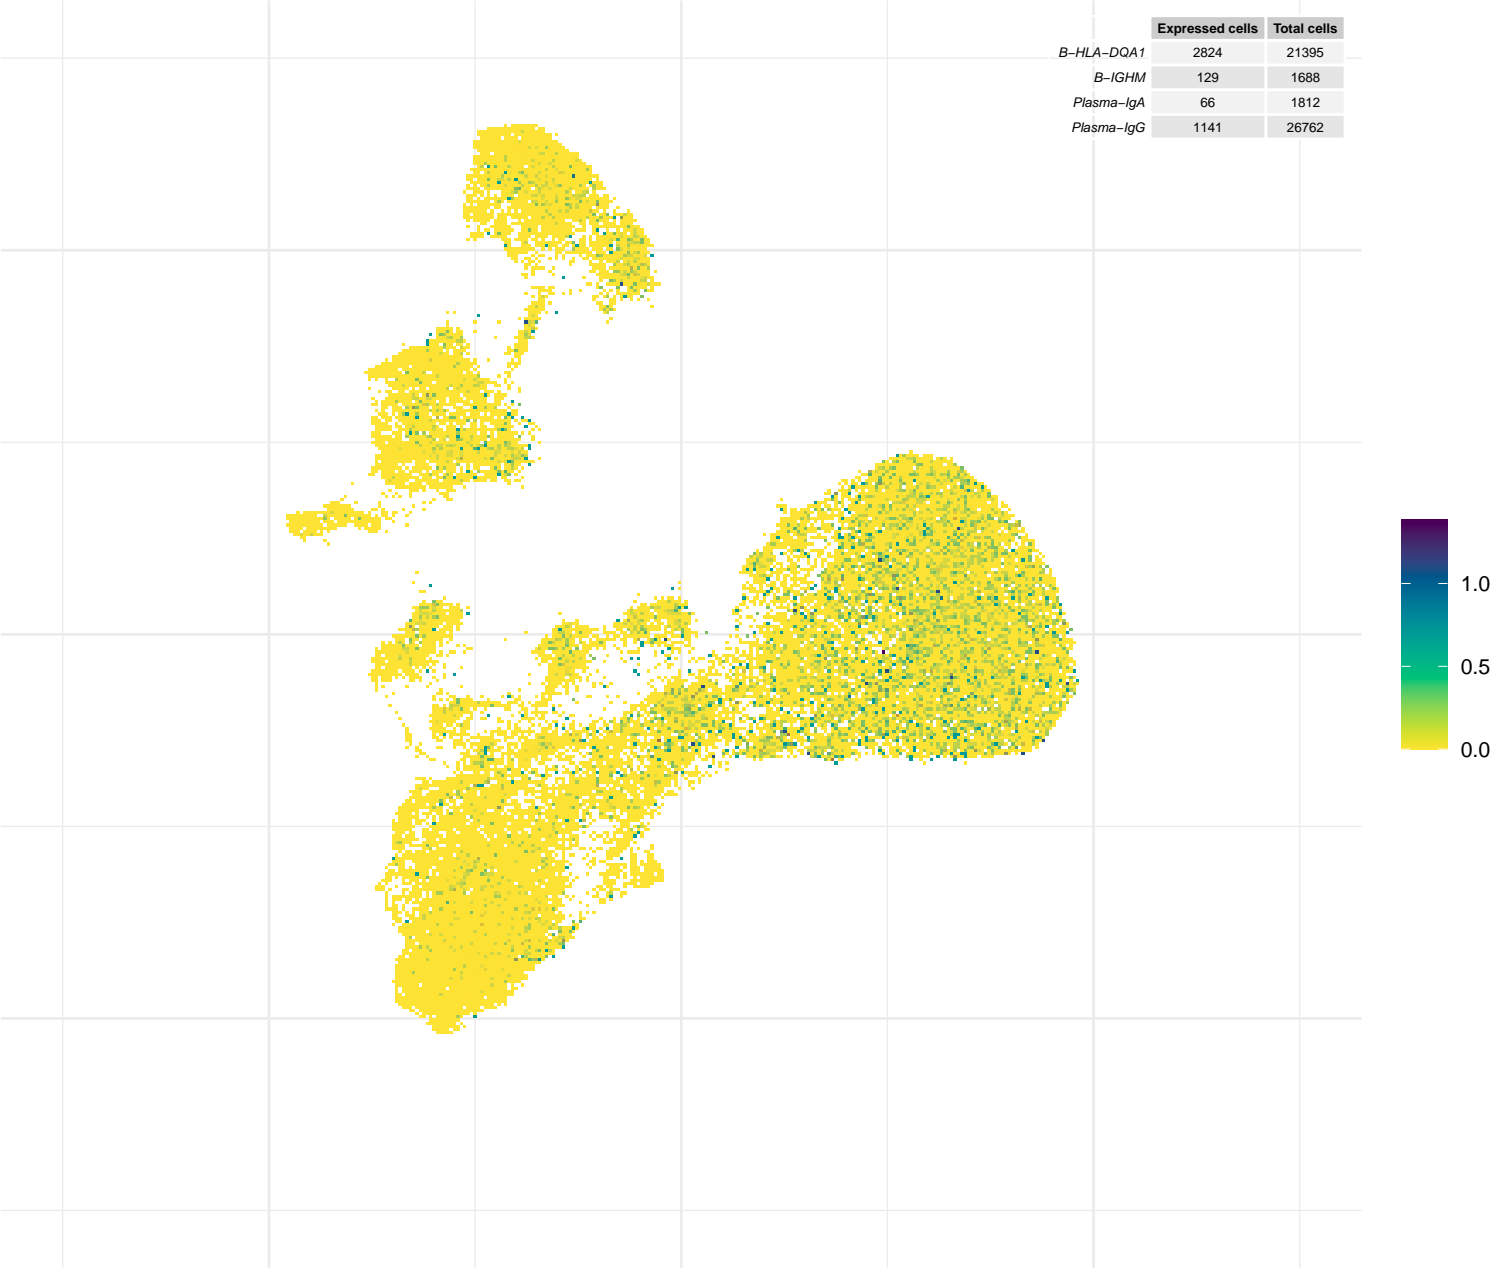 Expressed cells Total cells
B−HLA−DQA1 2824 21395
B−IGHM 129 1688
Plasma−IgA 66 1812
Plasma−IgG 1141 26762
1.0
0.5
0.0